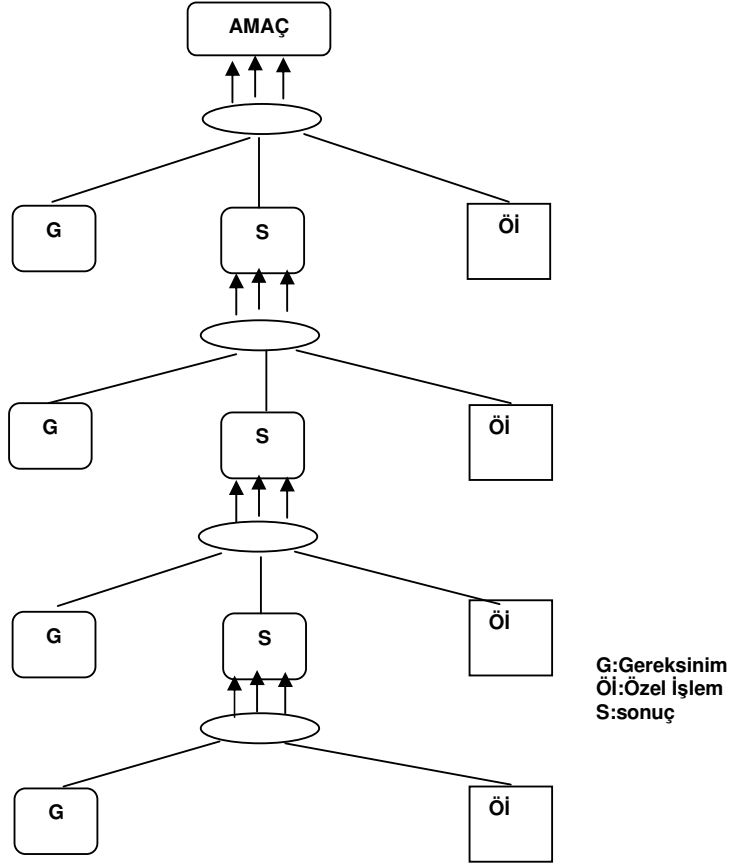 AMAÇ
G
S
Öİ
G
S
Öİ
G
S
Öİ
G:Gereksinim
Öİ:Özel İşlem
S:sonuç
G
Öİ